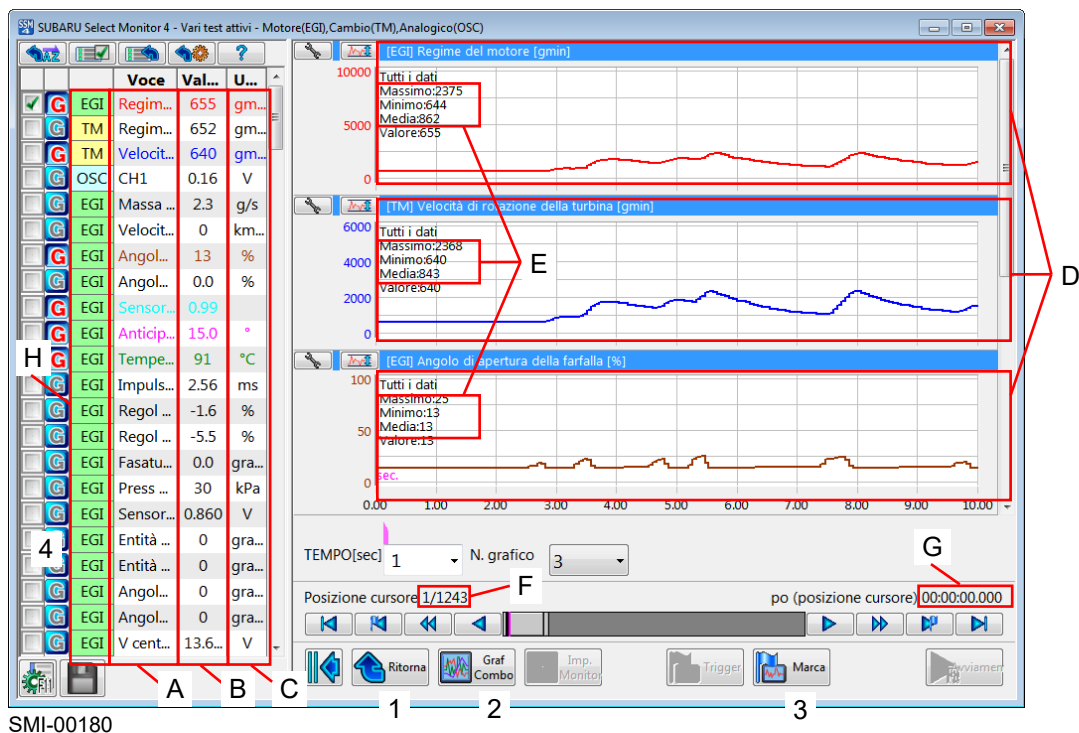 SUBARU Select Monitor 4 - Vari test attivi - Motore(EGI),Cambio(TM),Analogico(OSC)
AZ
?
Voce Val... U...
G EGI Regim... 655 gm...
G TM Regim... 652 gm...
G TM Velocit... 640 gm...
G OSC CH1 0.16 V
G EGI Massa ... 2.3 g/s
G EGI Velocit... 0 km...
G EGI Angol... 13 %
G EGI Angol... 0.0 %
G EGI Sensor... 0.99
G EGI Anticip... 15.0 °
G EGI Tempe... 91 °C
G EGI Impuls... 2.56 ms
G EGI Regol ... -1.6 %
G EGI Regol ... -5.5 %
G EGI Fasatu... 0.0 gra...
G EGI Press ... 30 kPa
G EGI Sensor... 0.860 V
G EGI Entità ... 0 gra...
G EGI Entità ... 0 gra...
G EGI Angol... 0 gra...
G EGI Angol... 0 gra...
G EGI V cent... 13.6... V
H
4
A B C
[EGI] Regime del motore [gmin]
10000
5000
0
Tutti i dati
Massimo:2375
Minimo:644
Media:862
Valore:655
[TM] Velocità di rotazione della turbina [gmin]
6000
4000
2000
0
Tutti i dati
Massimo:2368
Minimo:640
Media:843
Valore:640
E
D
[EGI] Angolo di apertura della farfalla [%]
100
50
0
Tutti i dati
Massimo:25
Minimo:13
Media:13
Valore:13
sec.
0.00 1.00 2.00 3.00 4.00 5.00 6.00 7.00 8.00 9.00 10.00
TEMPO[sec] 1 N. grafico 3
G
F
Posizione cursore 1/1243 po (posizione cursore) 00:00:00.000
Ritorna
Graf Combo
Imp. Monitor
Trigger
Marca
1 2 3
SMI-00180